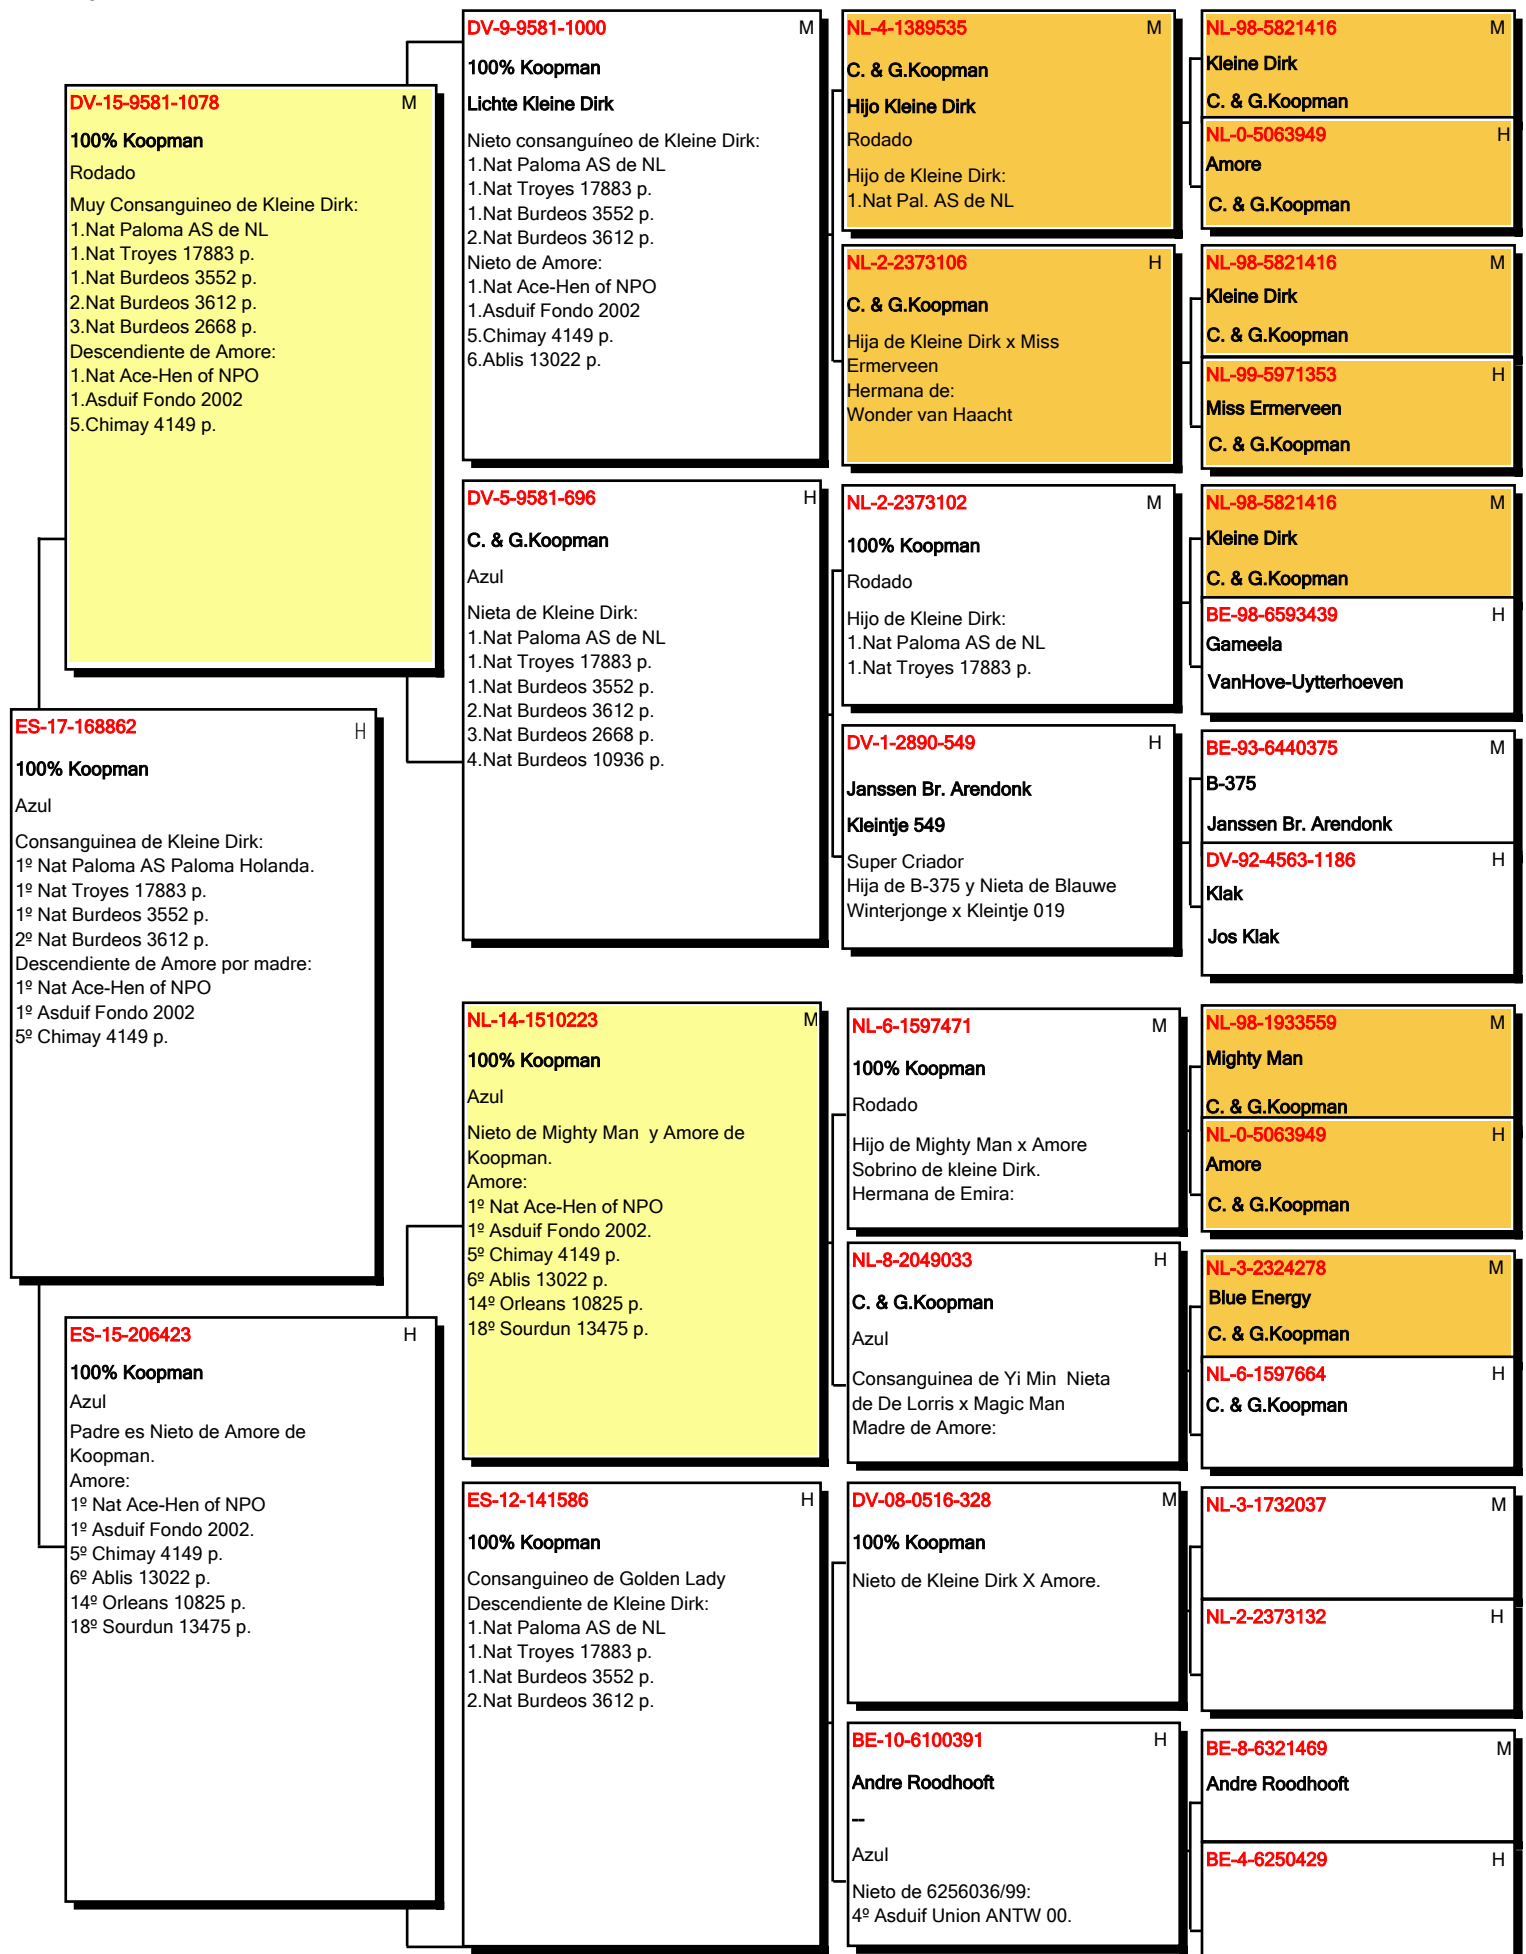 DV-9-9581-1000 M
100% Koopman
Lichte Kleine Dirk
Nieto consanguíneo de Kleine Dirk:
1.Nat Paloma AS de NL
1.Nat Troyes 17883 p.
1.Nat Burdeos 3552 p.
2.Nat Burdeos 3612 p.
Nieto de Amore:
1.Nat Ace-Hen of NPO
1.Asduif Fondo 2002
5.Chimay 4149 p.
6.Ablis 13022 p.
NL-4-1389535 M
C. & G.Koopman
Hijo Kleine Dirk
Rodado
Hijo de Kleine Dirk:
1.Nat Pal. AS de NL
NL-98-5821416 M
Kleine Dirk
C. & G.Koopman
NL-0-5063949 H
Amore
C. & G.Koopman
DV-15-9581-1078 M
100% Koopman
Rodado
Muy Consanguineo de Kleine Dirk:
1.Nat Paloma AS de NL
1.Nat Troyes 17883 p.
1.Nat Burdeos 3552 p.
2.Nat Burdeos 3612 p.
3.Nat Burdeos 2668 p.
Descendiente de Amore:
1.Nat Ace-Hen of NPO
1.Asduif Fondo 2002
5.Chimay 4149 p.
NL-2-2373106 H
C. & G.Koopman
Hija de Kleine Dirk x Miss
Ermerveen
Hermana de:
Wonder van Haacht
NL-98-5821416 M
Kleine Dirk
C. & G.Koopman
NL-99-5971353 H
Miss Ermerveen
C. & G.Koopman
DV-5-9581-696 H
C. & G.Koopman
Azul
Nieta de Kleine Dirk:
1.Nat Paloma AS de NL
1.Nat Troyes 17883 p.
1.Nat Burdeos 3552 p.
2.Nat Burdeos 3612 p.
3.Nat Burdeos 2668 p.
4.Nat Burdeos 10936 p.
NL-2-2373102 M
100% Koopman
Rodado
Hijo de Kleine Dirk:
1.Nat Paloma AS de NL
1.Nat Troyes 17883 p.
NL-98-5821416 M
Kleine Dirk
C. & G.Koopman
BE-98-6593439 H
Gameela
VanHove-Uytterhoeven
ES-17-168862 H
100% Koopman
Azul
Consanguinea de Kleine Dirk:
1º Nat Paloma AS Paloma Holanda.
1º Nat Troyes 17883 p.
1º Nat Burdeos 3552 p.
2º Nat Burdeos 3612 p.
Descendiente de Amore por madre:
1º Nat Ace-Hen of NPO
1º Asduif Fondo 2002
5º Chimay 4149 p.
DV-1-2890-549 H
Janssen Br. Arendonk
Kleintje 549
Super Criador
Hija de B-375 y Nieta de Blauwe
Winterjonge x Kleintje 019
BE-93-6440375 M
B-375
Janssen Br. Arendonk
DV-92-4563-1186 H
Klak
Jos Klak
NL-14-1510223 M
100% Koopman
Azul
Nieto de Mighty Man  y Amore de
Koopman.
Amore:
1º Nat Ace-Hen of NPO
1º Asduif Fondo 2002.
5º Chimay 4149 p.
6º Ablis 13022 p.
14º Orleans 10825 p.
18º Sourdun 13475 p.
NL-6-1597471 M
100% Koopman
Rodado
Hijo de Mighty Man x Amore
Sobrino de kleine Dirk.
Hermana de Emira:
NL-98-1933559 M
Mighty Man
C. & G.Koopman
NL-0-5063949 H
Amore
C. & G.Koopman
NL-8-2049033 H
C. & G.Koopman
Azul
Consanguinea de Yi Min  Nieta
de De Lorris x Magic Man
Madre de Amore:
NL-3-2324278 M
Blue Energy
C. & G.Koopman
NL-6-1597664 H
C. & G.Koopman
ES-15-206423 H
100% Koopman
Azul
Padre es Nieto de Amore de
Koopman.
Amore:
1º Nat Ace-Hen of NPO
1º Asduif Fondo 2002.
5º Chimay 4149 p.
6º Ablis 13022 p.
14º Orleans 10825 p.
18º Sourdun 13475 p.
ES-12-141586 H
100% Koopman
Consanguineo de Golden Lady
Descendiente de Kleine Dirk:
1.Nat Paloma AS de NL
1.Nat Troyes 17883 p.
1.Nat Burdeos 3552 p.
2.Nat Burdeos 3612 p.
DV-08-0516-328 M
100% Koopman
Nieto de Kleine Dirk X Amore.
NL-3-1732037 M
NL-2-2373132 H
BE-10-6100391 H
Andre Roodhooft
--
Azul
Nieto de 6256036/99:
4º Asduif Union ANTW 00.
BE-8-6321469 M
Andre Roodhooft
BE-4-6250429 H